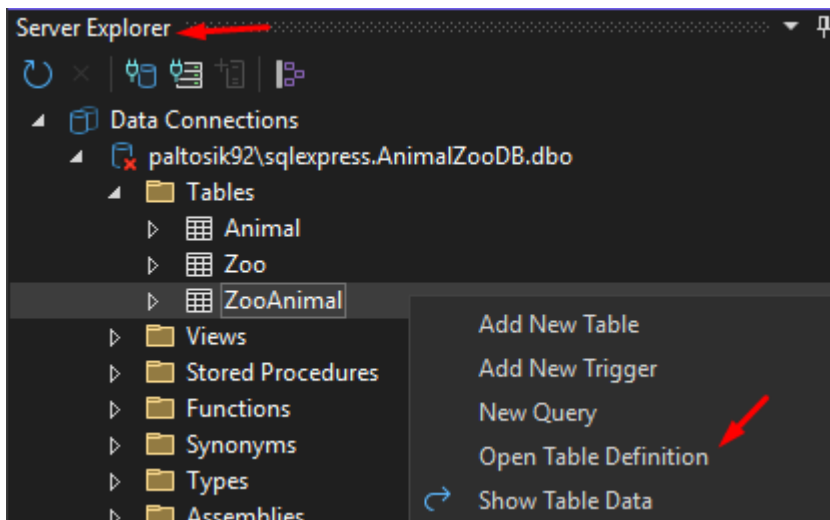 Server Explorer
Data Connections
paltosik92\sqlexpress.AnimalZooDB.dbo
Tables
Animal
Zoo
ZooAnimal
Add New Table
Views
Add New Trigger
Stored Procedures
New Query
Functions
Open Table Definition
Synonyms
Types
Show Table Data
Assemblies